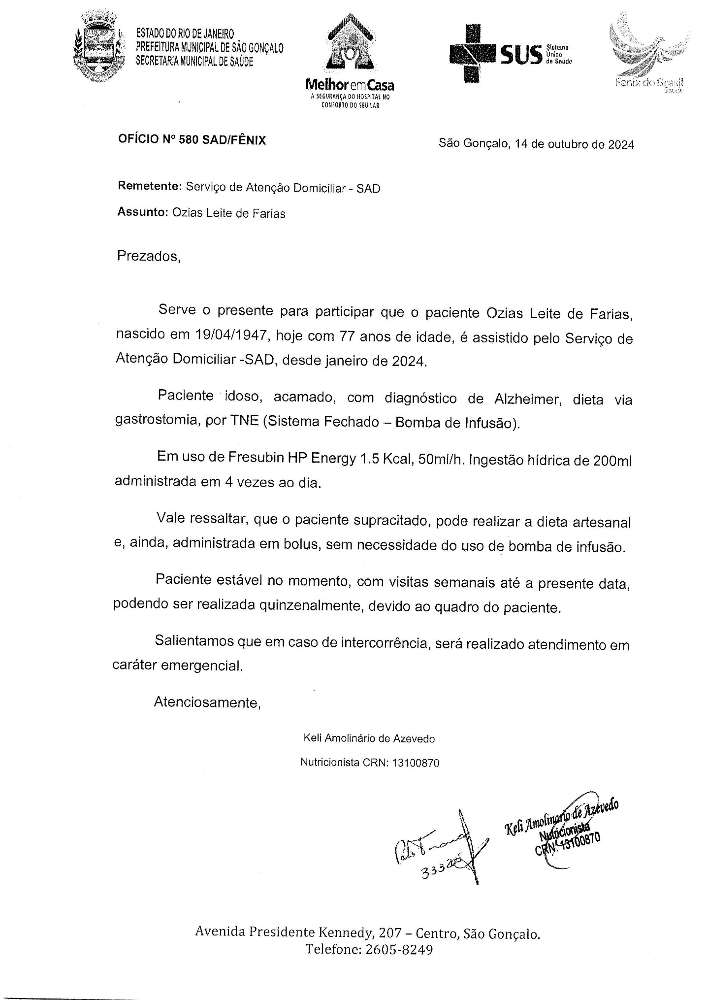 ESTADO DO RIO DE JANEIRO
PREFEITURA MUNICIPAL DE SÃO GONÇALO
SECRETARIA MUNICIPAL DE SAÚDE
Melhor em Casa
A SEGURANÇA DO HOSPITAL NO
CONFORTO DO SEU LAR
SUS
Sistema
Único
de Saúde
Fenix do Brasil
Saúde
OFÍCIO Nº 580 SAD/FÊNIX
São Gonçalo, 14 de outubro de 2024
Remetente: Serviço de Atenção Domiciliar - SAD
Assunto: Ozias Leite de Farias
Prezados,
Serve o presente para participar que o paciente Ozias Leite de Farias,
nascido em 19/04/1947, hoje com 77 anos de idade, é assistido pelo Serviço de
Atenção Domiciliar -SAD, desde janeiro de 2024.
Paciente idoso, acamado, com diagnóstico de Alzheimer, dieta via
gastrostomia, por TNE (Sistema Fechado – Bomba de Infusão).
Em uso de Fresubin HP Energy 1.5 Kcal, 50ml/h. Ingestão hídrica de 200ml
administrada em 4 vezes ao dia.
Vale ressaltar, que o paciente supracitado, pode realizar a dieta artesanal
e, ainda, administrada em bolus, sem necessidade do uso de bomba de infusão.
Paciente estável no momento, com visitas semanais até a presente data,
podendo ser realizada quinzenalmente, devido ao quadro do paciente.
Salientamos que em caso de intercorrência, será realizado atendimento em
caráter emergencial.
Atenciosamente,
Keli Amolinário de Azevedo
Nutricionista CRN: 13100870
Keli Amolinario de Azevedo
Nutricionista
CRN: 13100870
Avenida Presidente Kennedy, 207 – Centro, São Gonçalo.
Telefone: 2605-8249